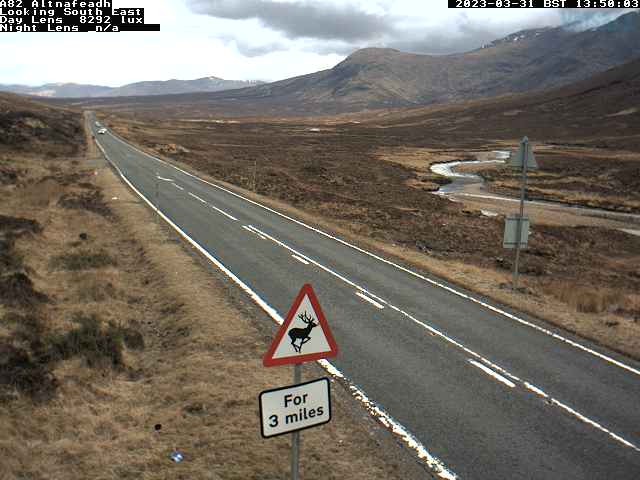 A82 Altnafeadh
Looking South East
Day Lens 8292 lux
Night Lens n/a
2023-03-31 BST 13:50:03
For
3 miles